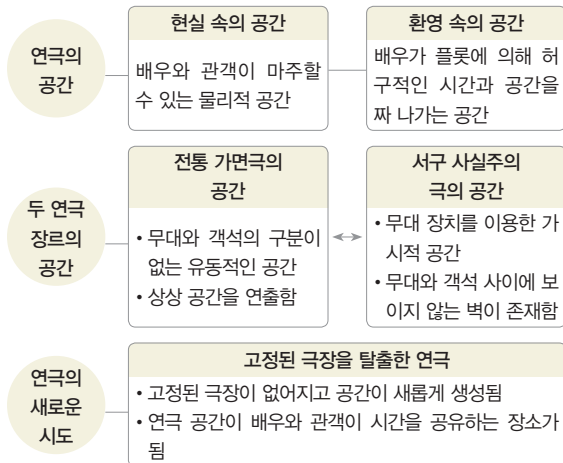 연극의
공간
현실 속의 공간
배우와 관객이 마주할
수 있는 물리적 공간
환영 속의 공간
배우가 플롯에 의해 허
구적인 시간과 공간을
짜 나가는 공간
두 연극
장르의
공간
전통 가면극의
공간
• 무대와 객석의 구분이
없는 유동적인 공간
• 상상 공간을 연출함
서구 사실주의
극의 공간
• 무대 장치를 이용한 가
시적 공간
• 무대와 객석 사이에 보
이지 않는 벽이 존재함
연극의
새로운
시도
고정된 극장을 탈출한 연극
• 고정된 극장이 없어지고 공간이 새롭게 생성됨
• 연극 공간이 배우와 관객이 시간을 공유하는 장소가
됨